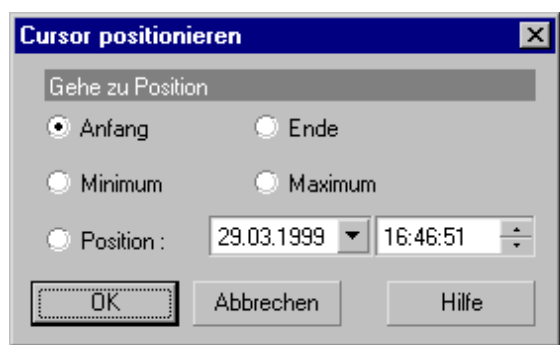 Cursor positionieren
Gehe zu Position
Anfang Ende
Minimum Maximum
Position : 29.03.1999 16:46:51
OK Abbrechen Hilfe